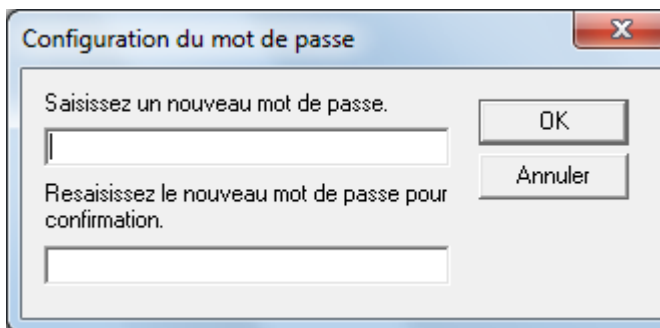 Configuration du mot de passe
Saisissez un nouveau mot de passe.
OK
Annuler
Resaisissez le nouveau mot de passe pour
confirmation.